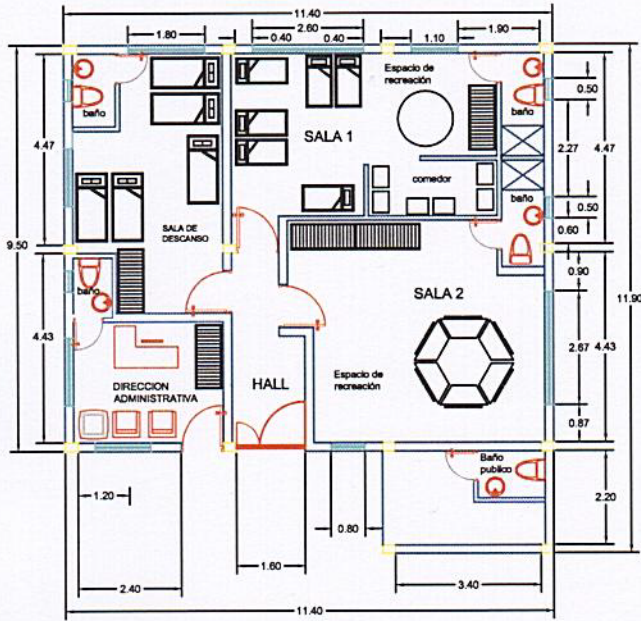 11.40
1.80
2.60
0.40
0.40
1.10
1.90
Espacio de
recreación
baño
baño
0.50
SALA 1
4.47
2.27
4.47
comedor
baño
0.50
0.60
SALA DE
DESCANSO
9.50
0.90
baño
SALA 2
11.90
4.43
2.67
4.43
Espacio de
recreación
DIRECCION
ADMINISTRATIVA
HALL
0.87
Baño
publico
1.20
0.80
2.20
2.40
1.60
3.40
11.40